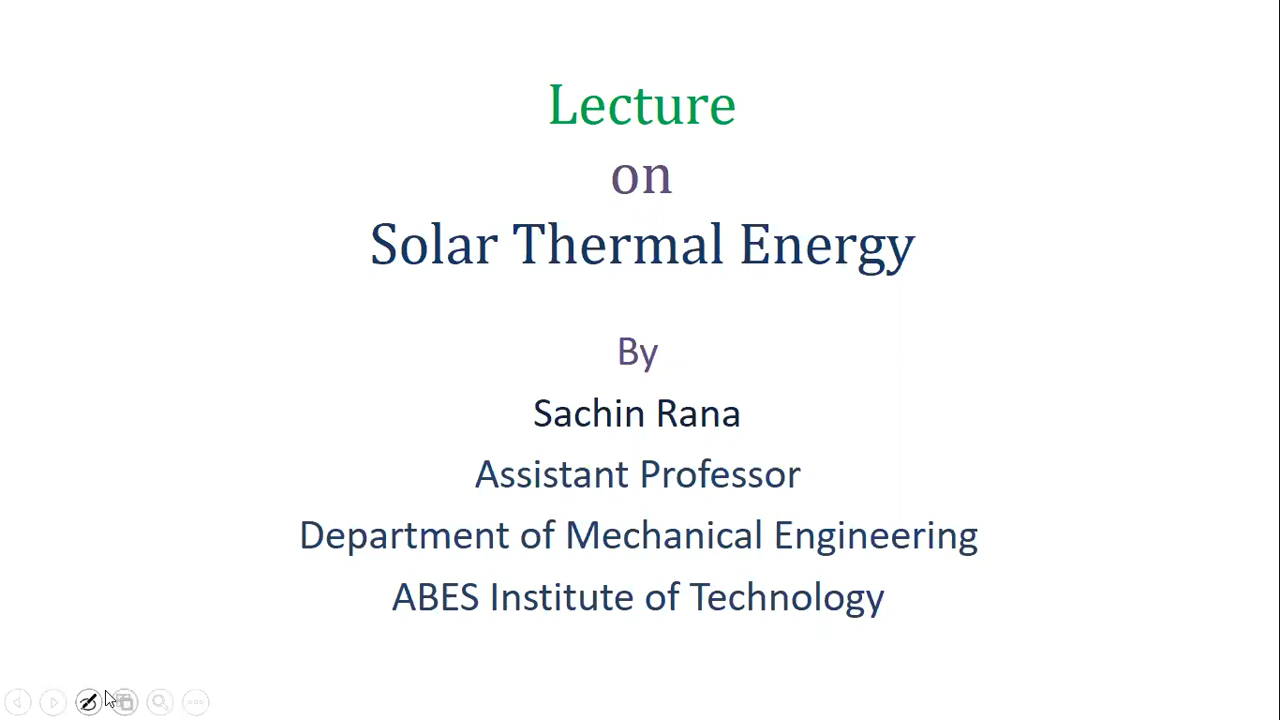 Lecture
on
Solar Thermal Energy
By
Sachin Rana
Assistant Professor
Department of Mechanical Engineering
ABES Institute of Technology